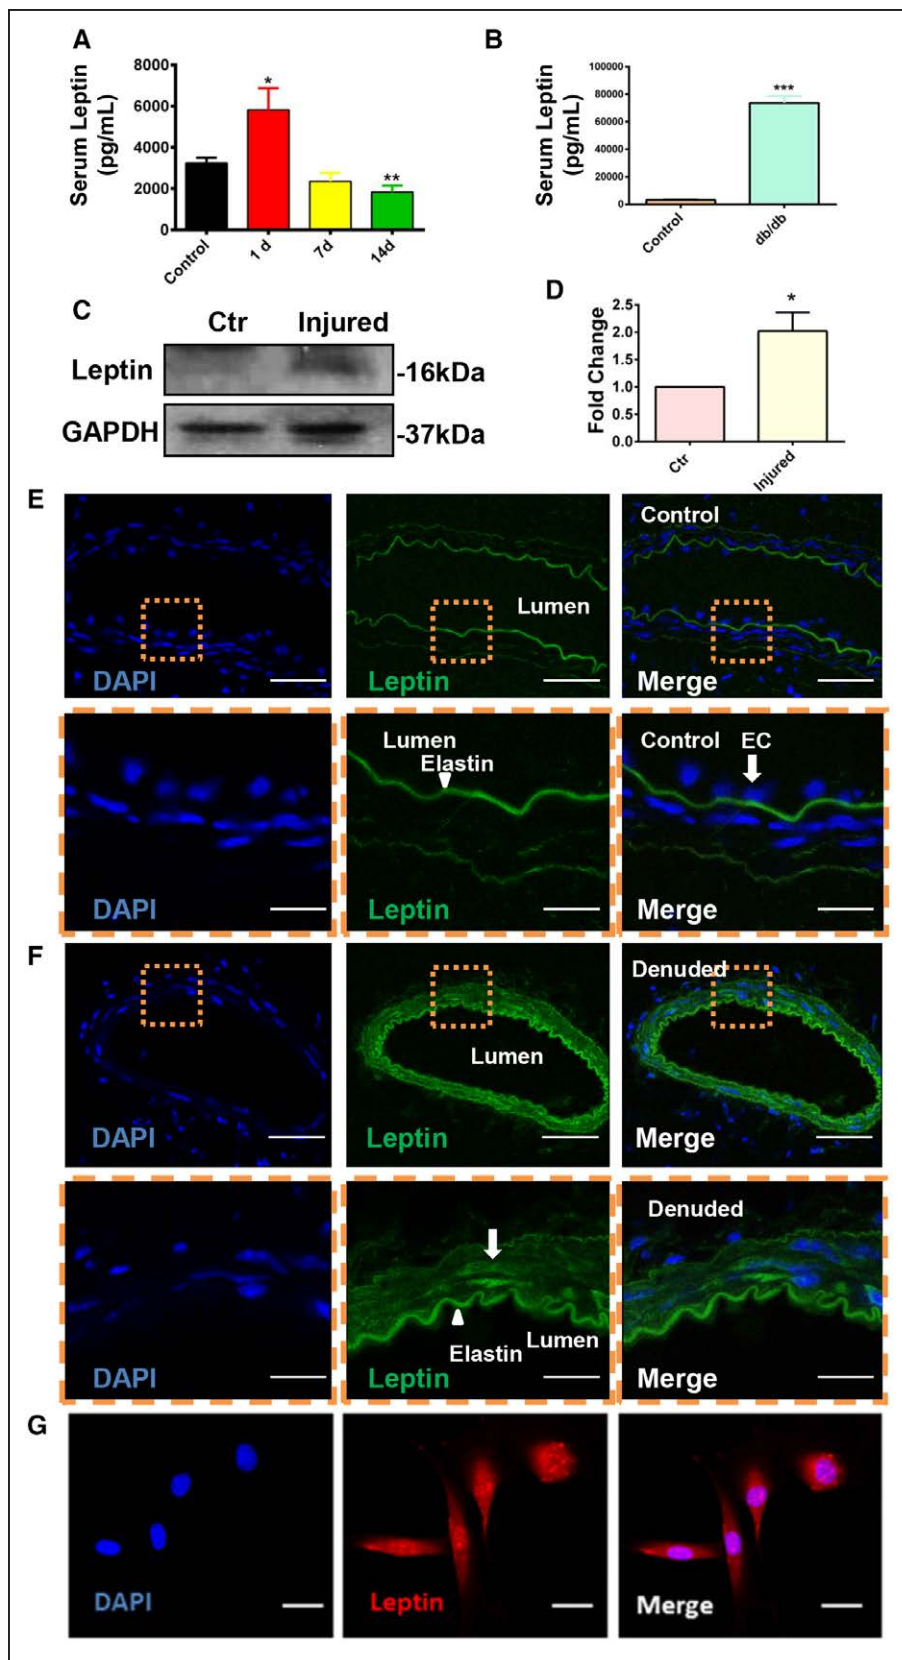 A
Serum Leptin
(pg/mL)
8000
6000
4000
2000
0
*
**
Control
1 d
7d
14d
B
Serum Leptin
(pg/mL)
100000
80000
60000
40000
20000
0
***
Control
db/db
C
Ctr Injured
Leptin -16kDa
GAPDH -37kDa
D
Fold Change
2.5
2.0
1.5
1.0
0.5
0.0
*
Ctr
Injured
E
Control
Lumen
DAPI Leptin Merge
Lumen
Elastin
Control EC
DAPI Leptin Merge
F
Denuded
Lumen
DAPI Leptin Merge
Denuded
Elastin Lumen
DAPI Leptin Merge
G
DAPI Leptin Merge